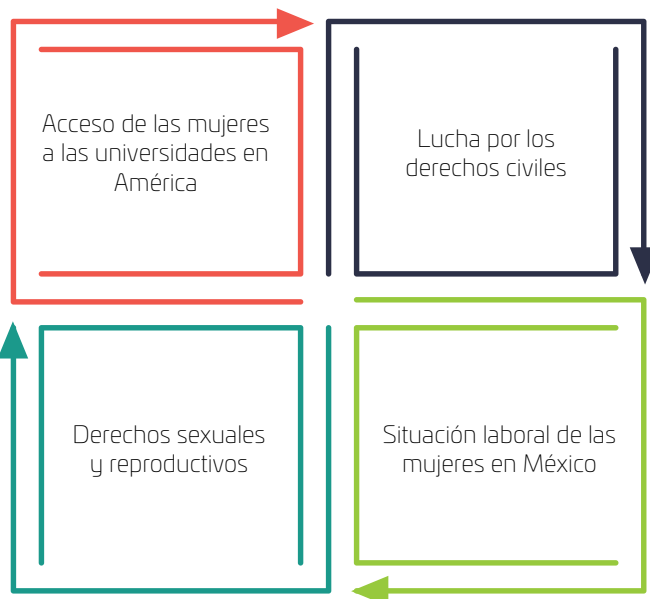 Acceso de las mujeres
a las universidades en
América
Lucha por los
derechos civiles
Derechos sexuales
y reproductivos
Situación laboral de las
mujeres en México